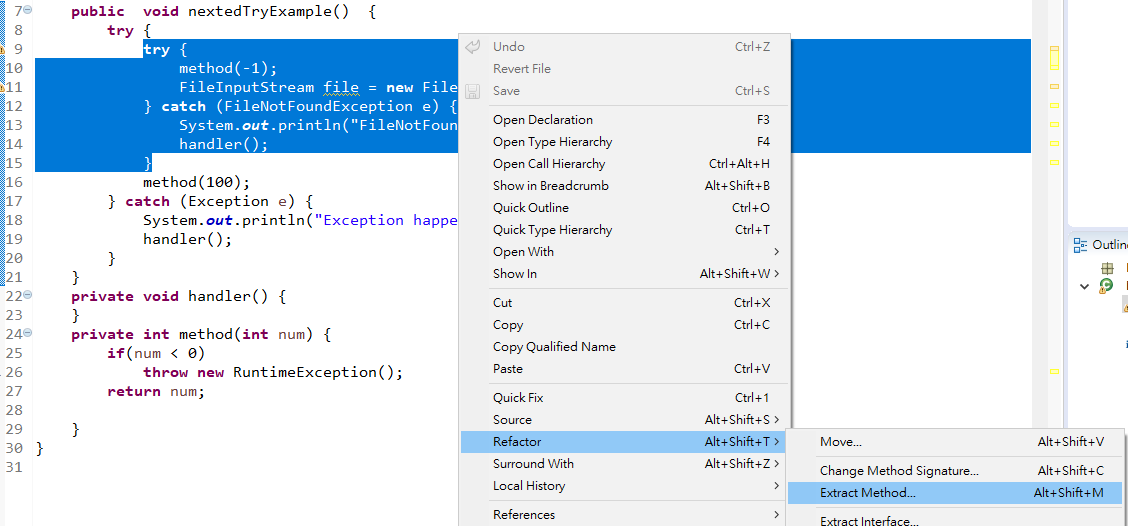 7 public void nextedTryExample() {
8 try {
9 try {
10 method(-1);
11 FileInputStream file = new File
12 } catch (FileNotFoundException e) {
13 System.out.println("FileNotFoun
14 handler();
15 }
16 method(100);
17 } catch (Exception e) {
18 System.out.println("Exception happe
19 handler();
20 }
21 }
22 private void handler() {
23 }
24 private int method(int num) {
25 if(num < 0)
26 throw new RuntimeException();
27 return num;
28
29 }
30 }
31
Undo Ctrl+Z
Revert File
Save Ctrl+S
Open Declaration F3
Open Type Hierarchy F4
Open Call Hierarchy Ctrl+Alt+H
Show in Breadcrumb Alt+Shift+B
Quick Outline Ctrl+O
Quick Type Hierarchy Ctrl+T
Open With >
Show In Alt+Shift+W >
Cut Ctrl+X
Copy Ctrl+C
Copy Qualified Name
Paste Ctrl+V
Quick Fix Ctrl+1
Source Alt+Shift+S >
Refactor Alt+Shift+T >
Surround With Alt+Shift+Z >
Local History >
References >
Move... Alt+Shift+V
Change Method Signature... Alt+Shift+C
Extract Method... Alt+Shift+M
Extract Interface...
Outlin